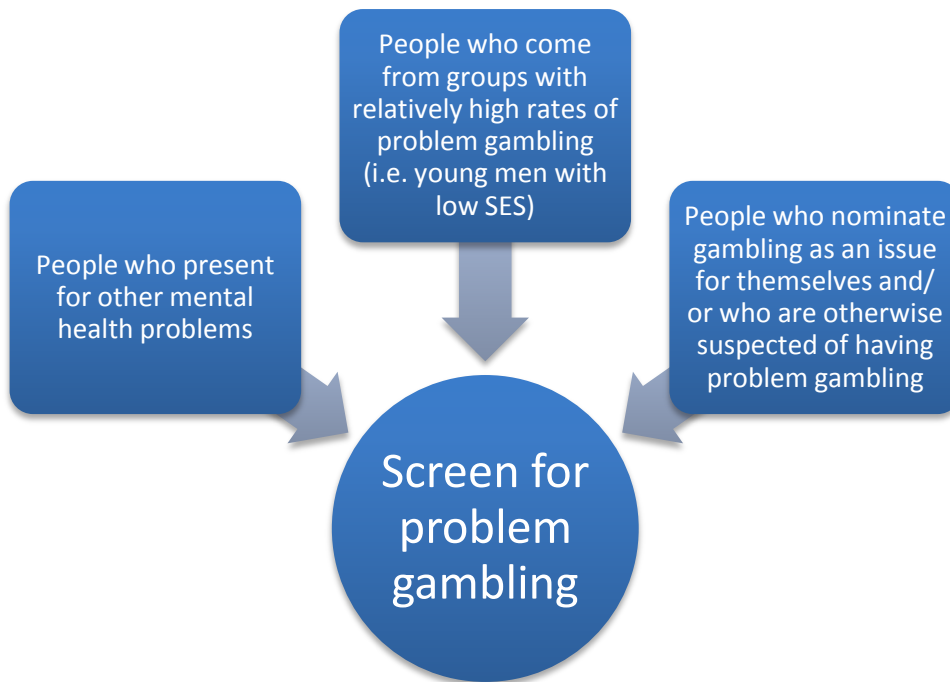 People who come
from groups with
relatively high rates of
problem gambling
(i.e. young men with
low SES)
People who present
for other mental
health problems
People who nominate
gambling as an issue
for themselves and/
or who are otherwise
suspected of having
problem gambling
Screen for
problem
gambling